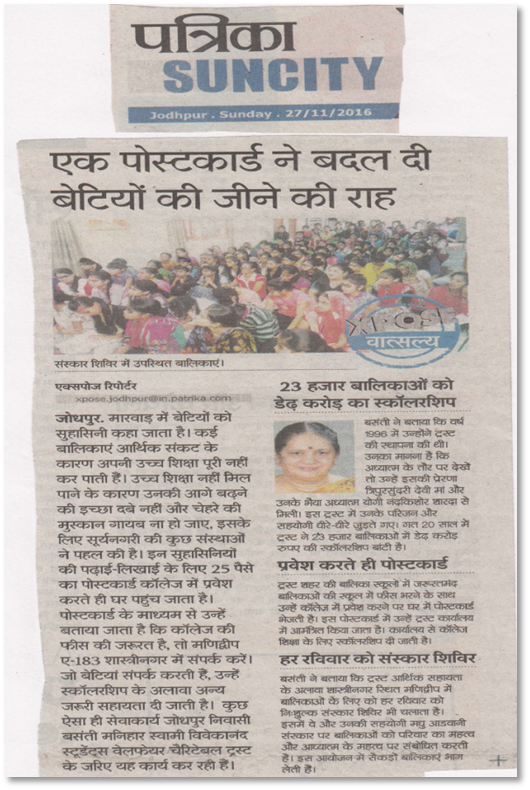 पत्रिका
SUNCITY
Jodhpur . Sunday . 27/11/2016
एक पोस्टकार्ड ने बदल दी
बेटियों की जीने की राह
XPOSE
वात्सल्य
संस्कार शिविर में उपस्थित बालिकाएं।
एक्सपोज रिपोर्टर
xpose.jodhpur@in.patrika.com
जोधपुर. मारवाड़ में बेटियों को
सुहासिनी कहा जाता है। कई
बालिकाएं आर्थिक संकट के
कारण अपनी उच्च शिक्षा पूरी नहीं
कर पाती हैं। उच्च शिक्षा नहीं मिल
पाने के कारण उनकी आगे बढ़ने
की इच्छा दबे नहीं और चेहरे की
मुस्कान गायब ना हो जाए, इसके
लिए सूर्यनगरी की कुछ संस्थाओं
ने पहल की है। इन सुहासिनियों
की पढ़ाई-लिखाई के लिए 25 पैसे
का पोस्टकार्ड कॉलेज में प्रवेश
करते ही घर पहुंच जाता है।
पोस्टकार्ड के माध्यम से उन्हें
बताया जाता है कि कॉलेज की
फीस की जरूरत है, तो मणिद्वीप
ए-183 शास्त्रीनगर में संपर्क करें।
जो बेटियां संपर्क करती हैं, उन्हें
स्कॉलरशिप के अलावा अन्य
जरूरी सहायता दी जाती है। कुछ
ऐसा ही सेवाकार्य जोधपुर निवासी
बसंती मनिहार स्वामी विवेकानंद
स्टूडेंट्स वेलफेयर चैरिटेबल ट्रस्ट
के जरिए यह कार्य कर रही हैं।
23 हजार बालिकाओं को
डेढ़ करोड़ का स्कॉलरशिप
बसंती ने बताया कि वर्ष
1996 में उन्होंने ट्रस्ट
की स्थापना की थी।
उनका मानना है कि
अध्यात्म के तौर पर देखें
तो उन्हें इसकी प्रेरणा
त्रिपुरसुंदरी देवी मां और
उनके भैया अध्यात्म योगी नंदकिशोर शारदा से
मिली। इस ट्रस्ट में उनके परिजन और
सहयोगी धीरे-धीरे जुड़ते गए। गत 20 साल में
ट्रस्ट ने 23 हजार बालिकाओं में डेढ़ करोड़
रुपए की स्कॉलरशिप बांटी है।
प्रवेश करते ही पोस्टकार्ड
ट्रस्ट शहर की बालिका स्कूलों में जरूरतमंद
बालिकाओं की स्कूल में फीस भरने के साथ
उन्हें कॉलेज में प्रवेश करने पर घर में पोस्टकार्ड
भेजती है। इस पोस्टकार्ड में उन्हें ट्रस्ट कार्यालय
में आमंत्रित किया जाता है। कार्यालय से कॉलेज
शिक्षा के लिए स्कॉलरशिप दी जाती है।
हर रविवार को संस्कार शिविर
बसंती ने बताया कि ट्रस्ट आर्थिक सहायता
के अलावा शास्त्रीनगर स्थित मणिद्वीप में
बालिकाओं के लिए को हर रविवार को
निःशुल्क संस्कार शिविर भी चलाता है।
इसमें वे और उनकी सहयोगी मधु आडवानी
संस्कार पर बालिकाओं को परिवार का महत्व
और आध्यात्म के महत्व पर संबोधित करती
हैं। इस आयोजन में सैकड़ों बालिकाएं भाग
लेती हैं।